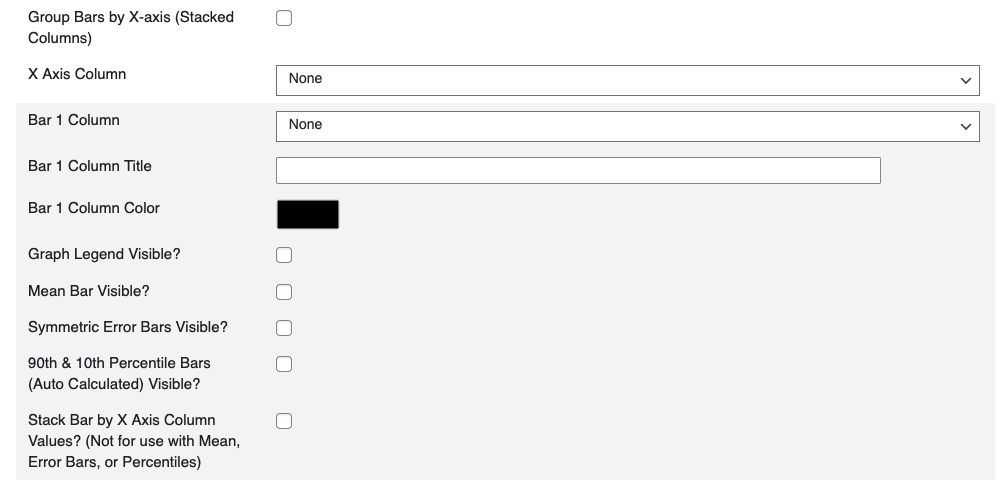 Group Bars by X-axis (Stacked
Columns)
X Axis Column
None
Bar 1 Column
None
Bar 1 Column Title
Bar 1 Column Color
Graph Legend Visible?
Mean Bar Visible?
Symmetric Error Bars Visible?
90th & 10th Percentile Bars
(Auto Calculated) Visible?
Stack Bar by X Axis Column
Values? (Not for use with Mean,
Error Bars, or Percentiles)